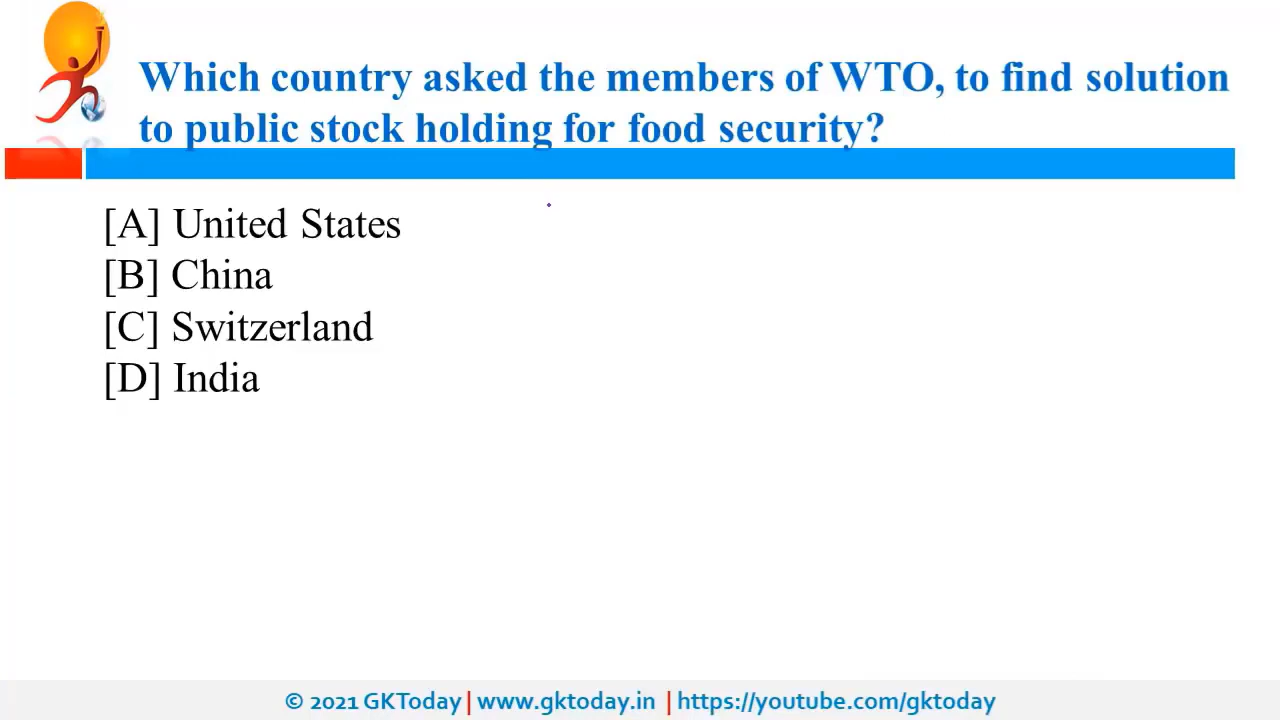 Which country asked the members of WTO, to find solution
to public stock holding for food security?
[A] United States
[B] China
[C] Switzerland
[D] India
© 2021 GKToday | www.gktoday.in | https://youtube.com/gktoday